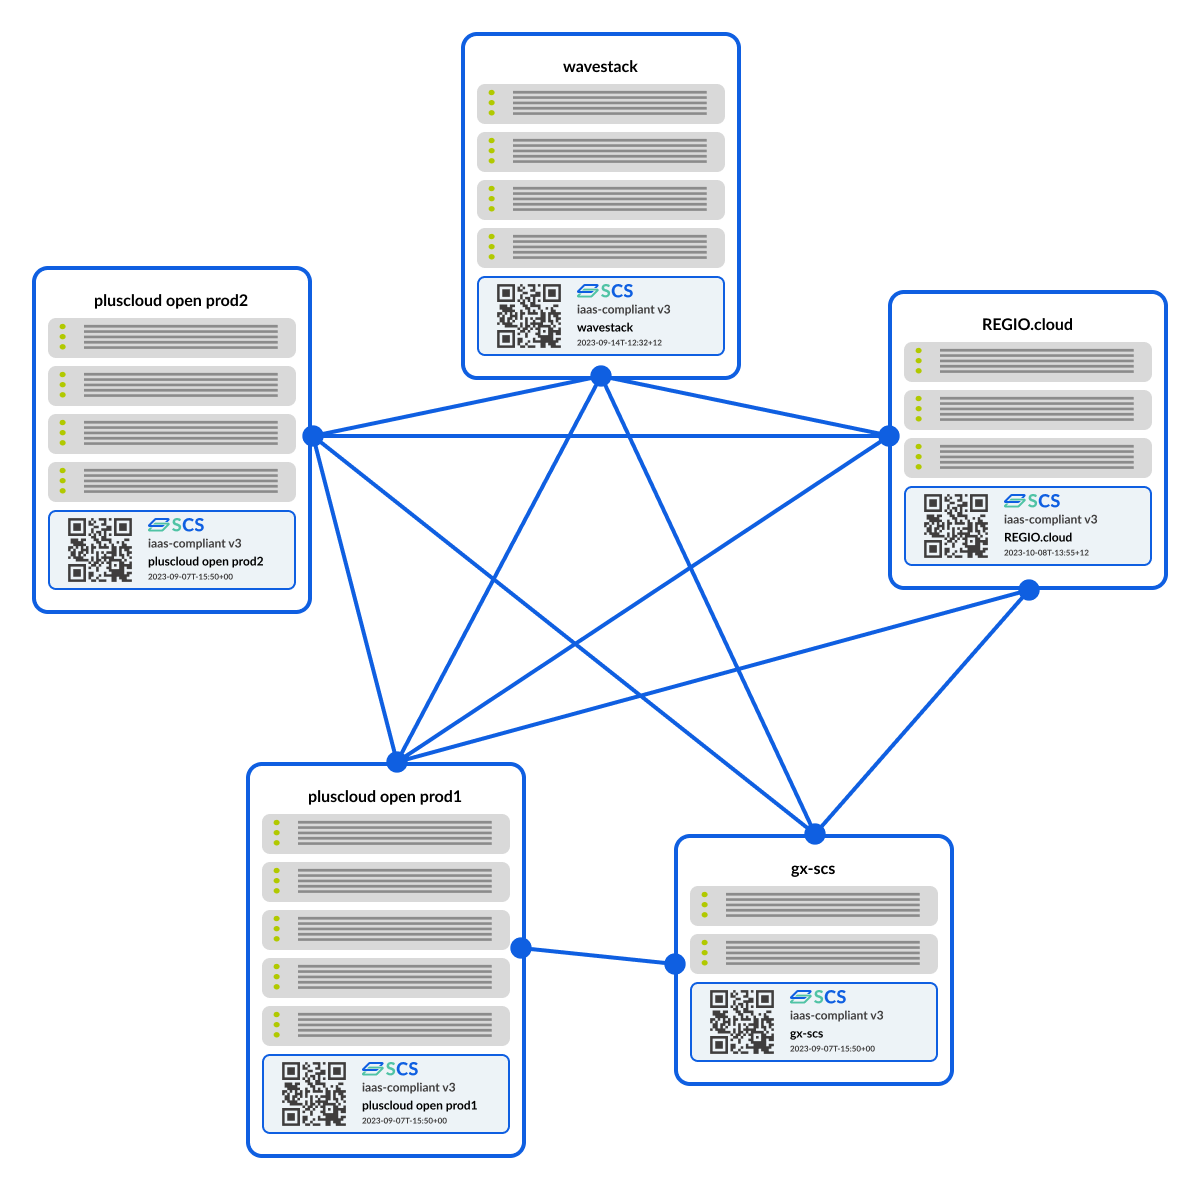 wavestack
SCS
iaas-compliant v3
wavestack
2023-09-14T-12:32+12
pluscloud open prod2
SCS
iaas-compliant v3
pluscloud open prod2
2023-09-07T-15:50+00
REGIO.cloud
SCS
iaas-compliant v3
REGIO.cloud
2023-10-08T-13:55+12
pluscloud open prod1
SCS
iaas-compliant v3
pluscloud open prod1
2023-09-07T-15:50+00
gx-scs
SCS
iaas-compliant v3
gx-scs
2023-09-07T-15:50+00